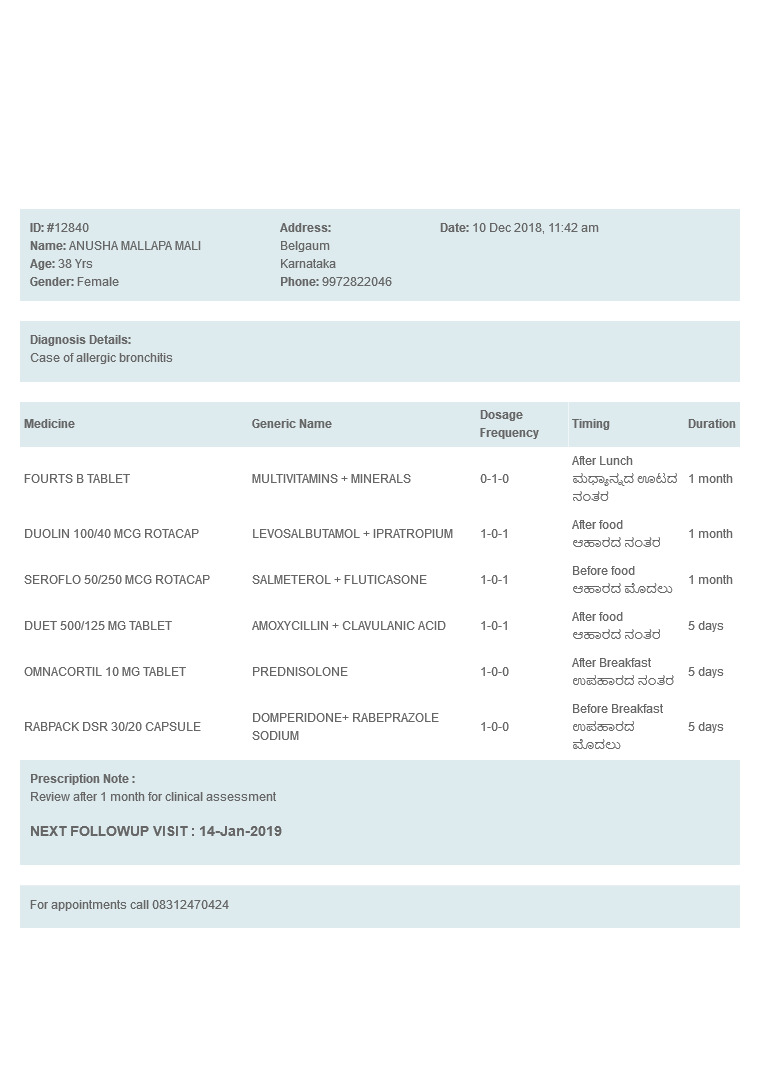 ID: #12840
Name: ANUSHA MALLAPA MALI
Age: 38 Yrs
Gender: Female
Address:
Belgaum
Karnataka
Phone: 9972822046
Date: 10 Dec 2018, 11:42 am
Diagnosis Details:
Case of allergic bronchitis
Medicine Generic Name Dosage Frequency Timing Duration
FOURTS B TABLET MULTIVITAMINS + MINERALS 0-1-0 After Lunch 1 month
ಮಧ್ಯಾನ್ನದ ಊಟದ
ನಂತರ
DUOLIN 100/40 MCG ROTACAP LEVOSALBUTAMOL + IPRATROPIUM 1-0-1 After food 1 month
ಆಹಾರದ ನಂತರ
SEROFLO 50/250 MCG ROTACAP SALMETEROL + FLUTICASONE 1-0-1 Before food 1 month
ಆಹಾರದ ಮೊದಲು
DUET 500/125 MG TABLET AMOXYCILLIN + CLAVULANIC ACID 1-0-1 After food 5 days
ಆಹಾರದ ನಂತರ
OMNACORTIL 10 MG TABLET PREDNISOLONE 1-0-0 After Breakfast 5 days
ಉಪಹಾರದ ನಂತರ
RABPACK DSR 30/20 CAPSULE DOMPERIDONE+ RABEPRAZOLE SODIUM 1-0-0 Before Breakfast 5 days
ಉಪಹಾರದ
ಮೊದಲು
Prescription Note :
Review after 1 month for clinical assessment
NEXT FOLLOWUP VISIT : 14-Jan-2019
For appointments call 08312470424